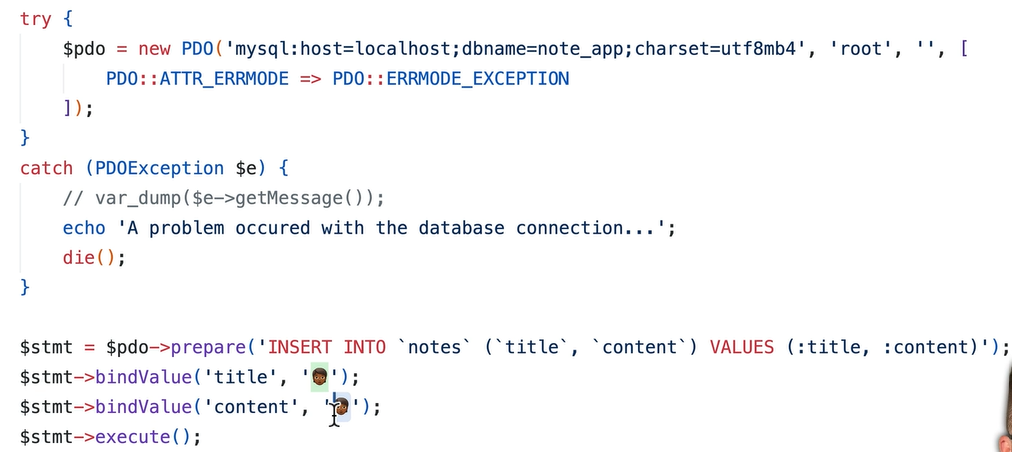 try {
$pdo = new PDO('mysql:host=localhost;dbname=note_app;charset=utf8mb4', 'root', '', [
PDO::ATTR_ERRMODE => PDO::ERRMODE_EXCEPTION
]);
}
catch (PDOException $e) {
// var_dump($e->getMessage());
echo 'A problem occured with the database connection...';
die();
}
$stmt = $pdo->prepare('INSERT INTO `notes` (`title`, `content`) VALUES (:title, :content)');
$stmt->bindValue('title', '');
$stmt->bindValue('content', '');
$stmt->execute();